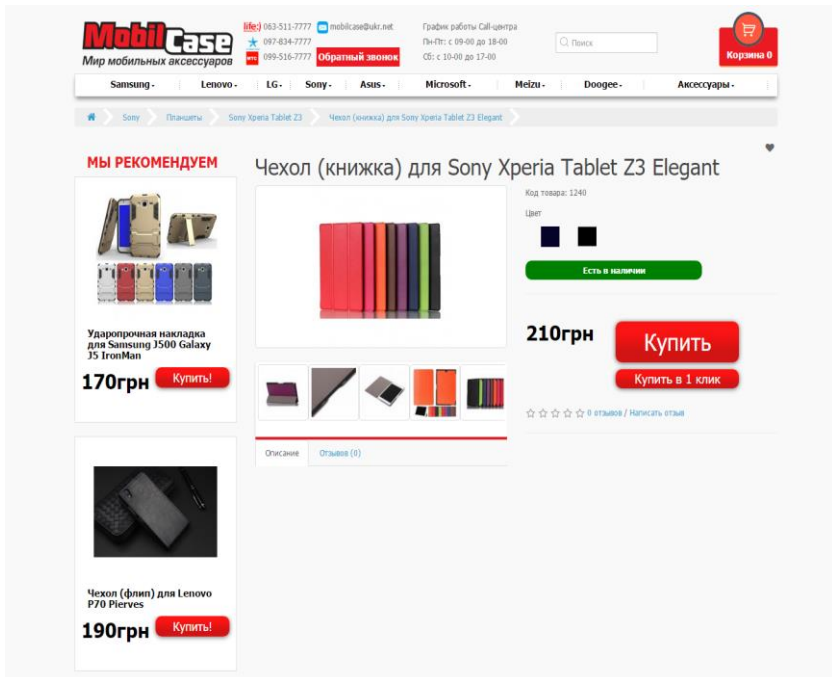 MobilCase
Мир мобильных аксессуаров
life:) 063-511-7777 mobilcase@ukr.net
097-834-7777
мтс 099-516-7777 Обратный звонок
График работы Call-центра
Пн-Пт: с 09-00 до 18-00
Сб: с 10-00 до 17-00
Поиск
Корзина 0
Samsung Lenovo LG Sony Asus Microsoft Meizu Doogee Аксессуары
Sony Планшеты Sony Xperia Tablet Z3 Чехол (книжка) для Sony Xperia Tablet Z3 Elegant
МЫ РЕКОМЕНДУЕМ
Ударопрочная накладка
для Samsung J500 Galaxy
J5 IronMan
170грн Купить!
Чехол (флип) для Lenovo
P70 Pierves
190грн Купить!
Чехол (книжка) для Sony Xperia Tablet Z3 Elegant
Код товара: 1240
Цвет
Есть в наличии
210грн Купить
Купить в 1 клик
0 отзывов / Написать отзыв
Описание Отзывов (0)